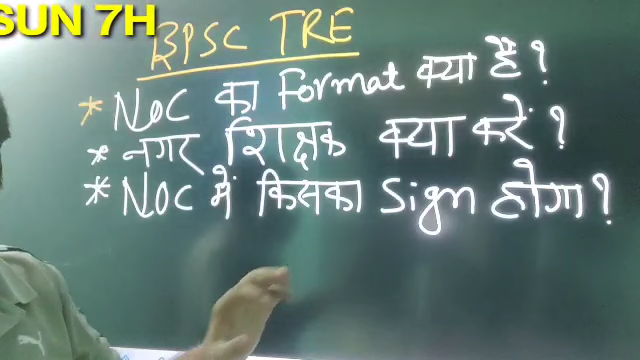 SUN 7H
BPSC TRE
* NOC का Format क्या है ?
* नगर शिक्षक क्या करें ?
* NOC में किसका Sign होगा ?